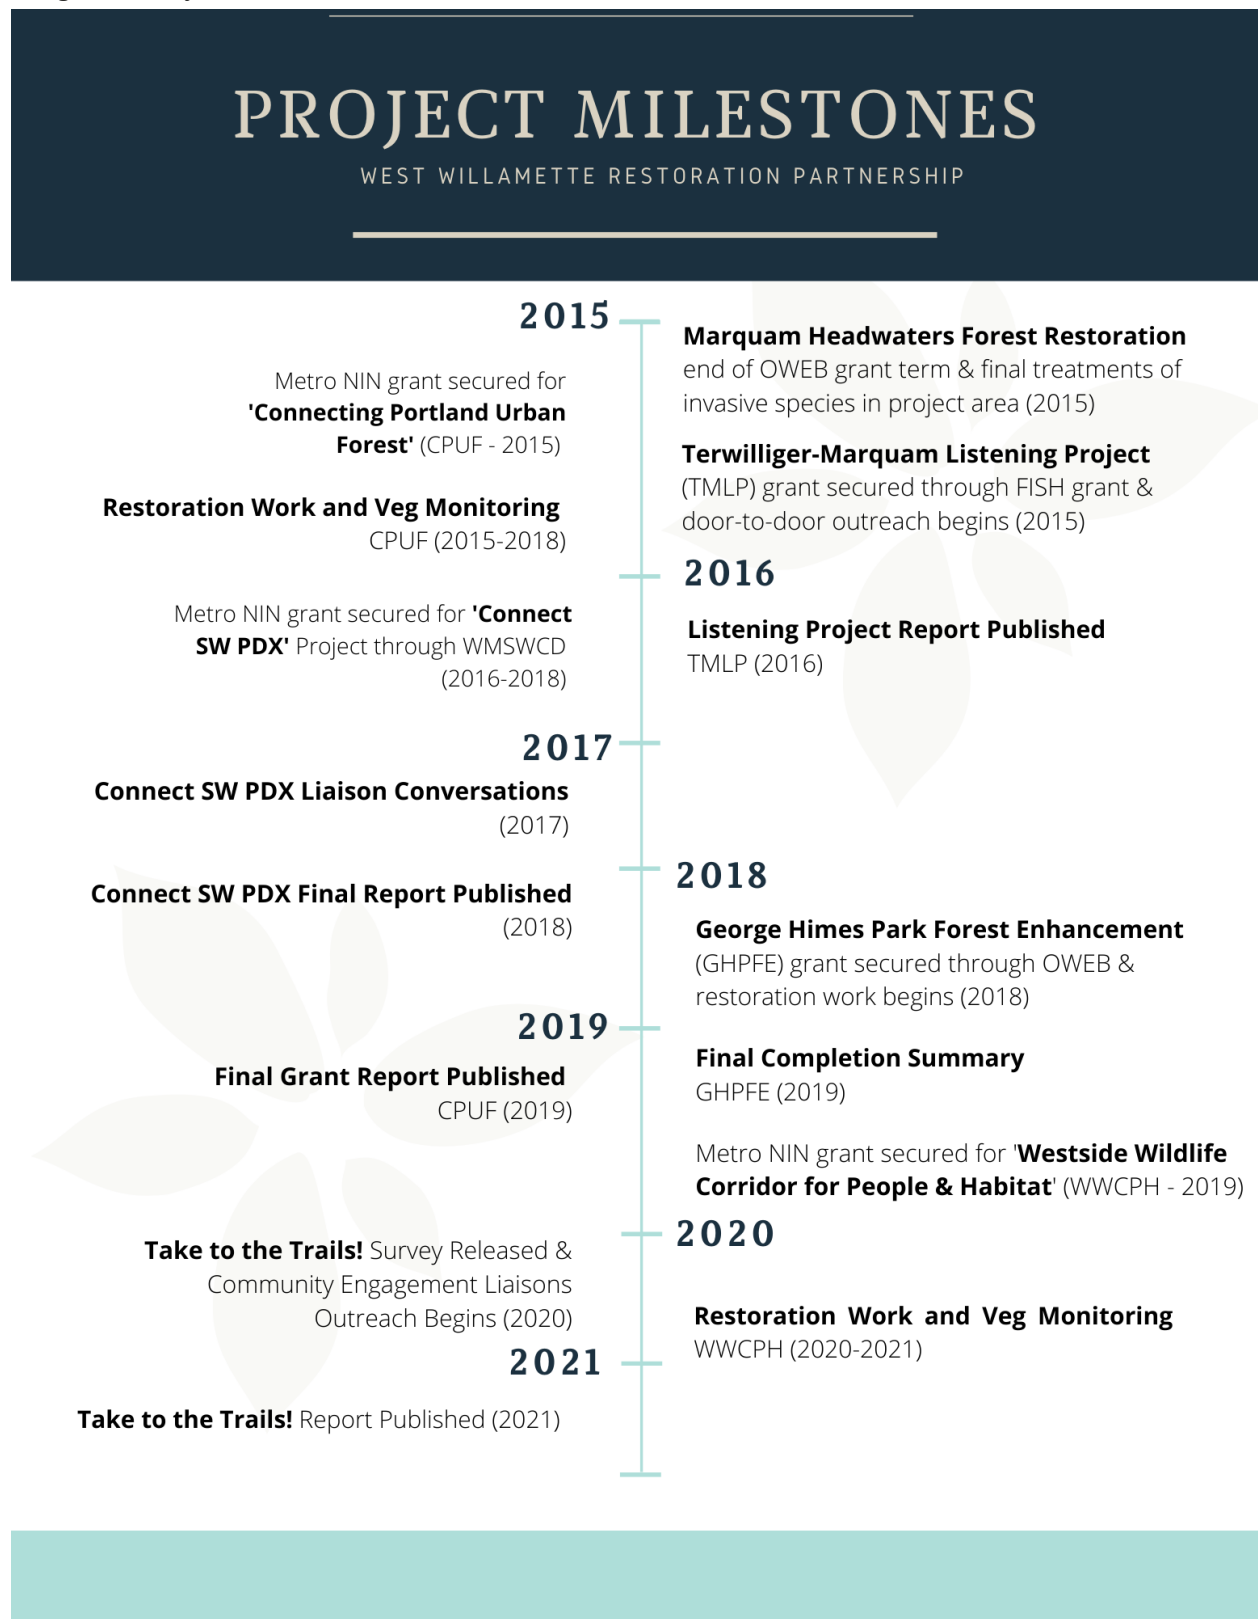 PROJECT MILESTONES
WEST WILLAMETTE RESTORATION PARTNERSHIP
2015
Metro NIN grant secured for
'Connecting Portland Urban
Forest' (CPUF - 2015)
Restoration Work and Veg Monitoring
CPUF (2015-2018)
Marquam Headwaters Forest Restoration
end of OWEB grant term & final treatments of
invasive species in project area (2015)
Terwilliger-Marquam Listening Project
(TMLP) grant secured through FISH grant &
door-to-door outreach begins (2015)
2016
Metro NIN grant secured for 'Connect
SW PDX' Project through WMSWCD
(2016-2018)
Listening Project Report Published
TMLP (2016)
2017
Connect SW PDX Liaison Conversations
(2017)
2018
Connect SW PDX Final Report Published
(2018)
George Himes Park Forest Enhancement
(GHPFE) grant secured through OWEB &
restoration work begins (2018)
2019
Final Grant Report Published
CPUF (2019)
Final Completion Summary
GHPFE (2019)
Metro NIN grant secured for 'Westside Wildlife
Corridor for People & Habitat' (WWCPH - 2019)
2020
Take to the Trails! Survey Released &
Community Engagement Liaisons
Outreach Begins (2020)
Restoration Work and Veg Monitoring
WWCPH (2020-2021)
2021
Take to the Trails! Report Published (2021)